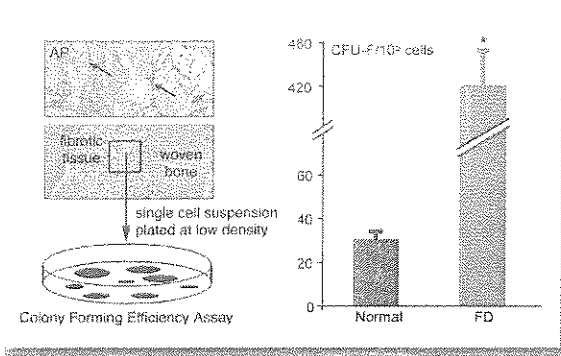 AP
fibrotic
tissue
woven
bone
single cell suspension
plated at low density
Colony Forming Efficiency Assay
CFU-F/10⁵ cells
460
420
60
40
20
0
*
Normal
FD